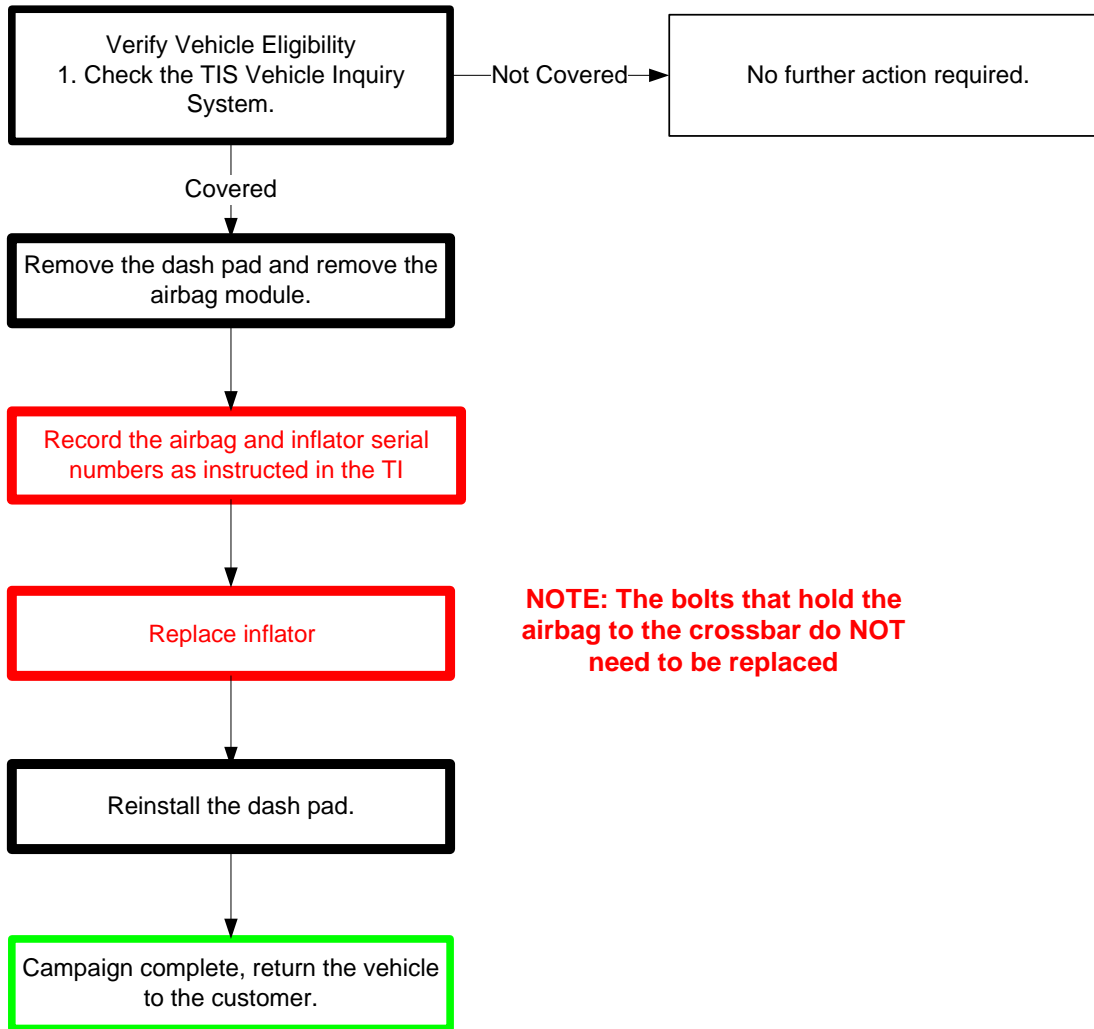 Verify Vehicle Eligibility
1. Check the TIS Vehicle Inquiry
System.
Not Covered
No further action required.
Covered
Remove the dash pad and remove the
airbag module.
Record the airbag and inflator serial
numbers as instructed in the TI
Replace inflator
NOTE: The bolts that hold the
airbag to the crossbar do NOT
need to be replaced
Reinstall the dash pad.
Campaign complete, return the vehicle
to the customer.